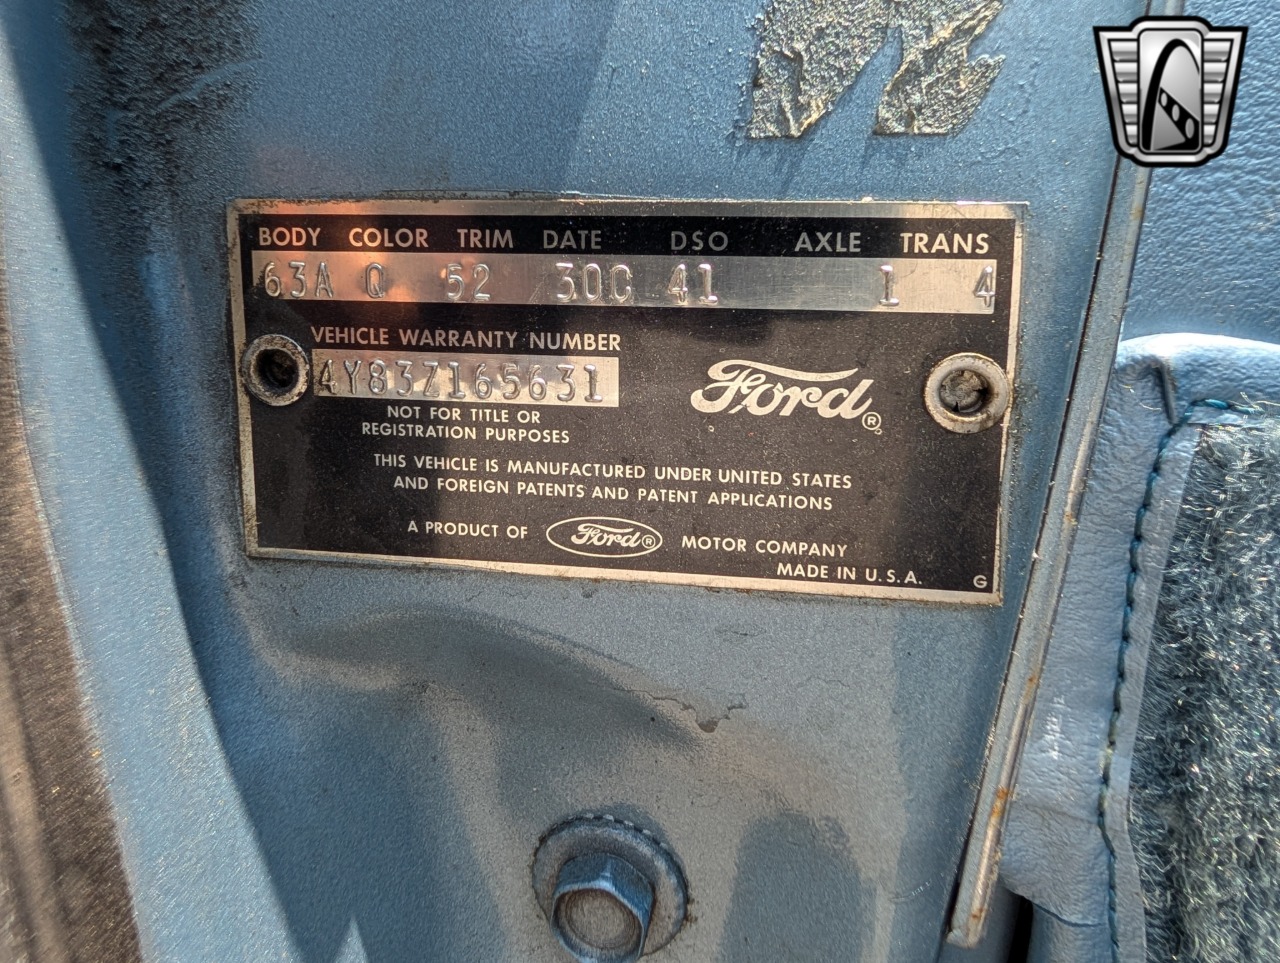 BODY COLOR TRIM DATE DSO AXLE TRANS
63A Q 52 30C 41 1 4
VEHICLE WARRANTY NUMBER
4Y83Z165631
NOT FOR TITLE OR
REGISTRATION PURPOSES
Ford®
THIS VEHICLE IS MANUFACTURED UNDER UNITED STATES
AND FOREIGN PATENTS AND PATENT APPLICATIONS
A PRODUCT OF Ford® MOTOR COMPANY
MADE IN U.S.A. G